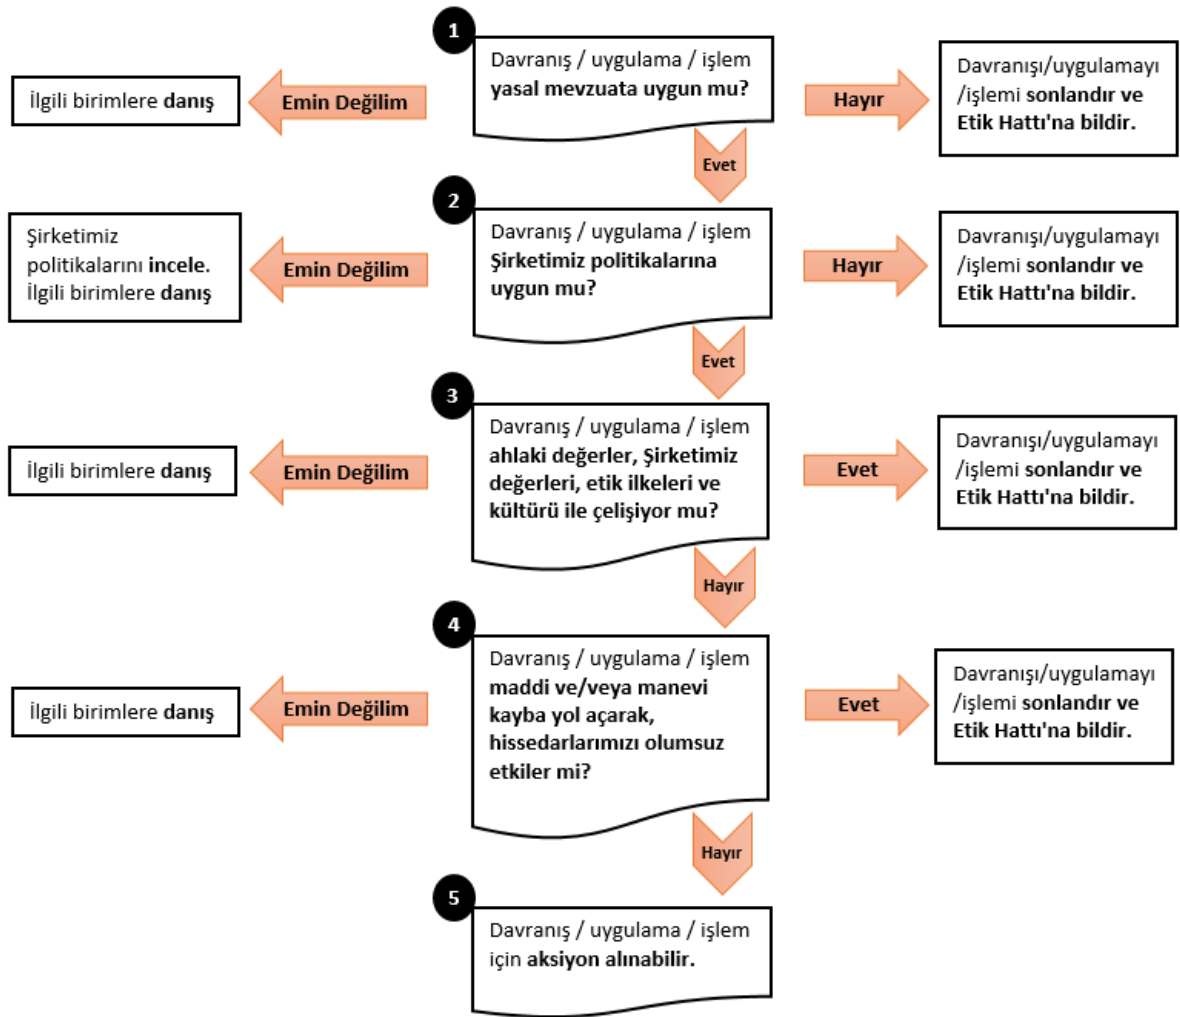 1
Davranış / uygulama / işlem
yasal mevzuata uygun mu?
Emin Değilim
İlgili birimlere danış
Hayır
Davranışı/uygulamayı
/işlemi sonlandır ve
Etik Hattı'na bildir.
Evet
2
Davranış / uygulama / işlem
Şirketimiz politikalarına
uygun mu?
Emin Değilim
Şirketimiz
politikalarını incele.
İlgili birimlere danış
Hayır
Davranışı/uygulamayı
/işlemi sonlandır ve
Etik Hattı'na bildir.
Evet
3
Davranış / uygulama / işlem
ahlaki değerler, Şirketimiz
değerleri, etik ilkeleri ve
kültürü ile çelişiyor mu?
Emin Değilim
İlgili birimlere danış
Evet
Davranışı/uygulamayı
/işlemi sonlandır ve
Etik Hattı'na bildir.
Hayır
4
Davranış / uygulama / işlem
maddi ve/veya manevi
kayba yol açarak,
hissedarlarımızı olumsuz
etkiler mi?
Emin Değilim
İlgili birimlere danış
Evet
Davranışı/uygulamayı
/işlemi sonlandır ve
Etik Hattı'na bildir.
Hayır
5
Davranış / uygulama / işlem
için aksiyon alınabilir.